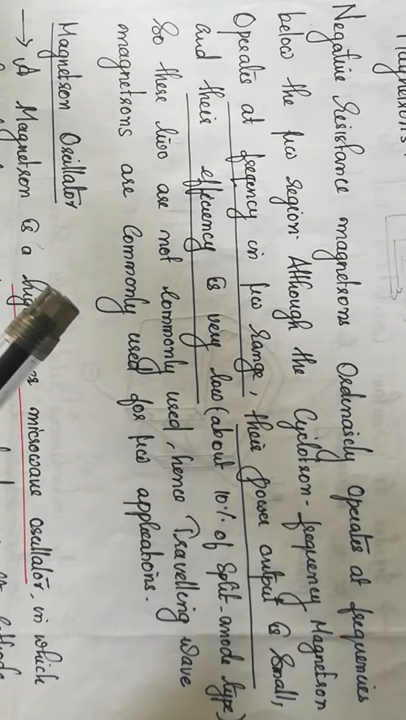 Magnetrons.
Negative Resistance magnetrons Ordinarily Operates at frequencies
below the μw region. Although the Cyclotron-frequency Magnetron
Operates at freqency in μw range, their power output is small,
and their efficiency is very low (about 10% of Split-anode type)
So these two are not commonly used, hence Travelling wave
magnetrons are Commonly used for μw applications.
Magnetron Oscillator
→ A Magnetron is a microwave oscillator, in which